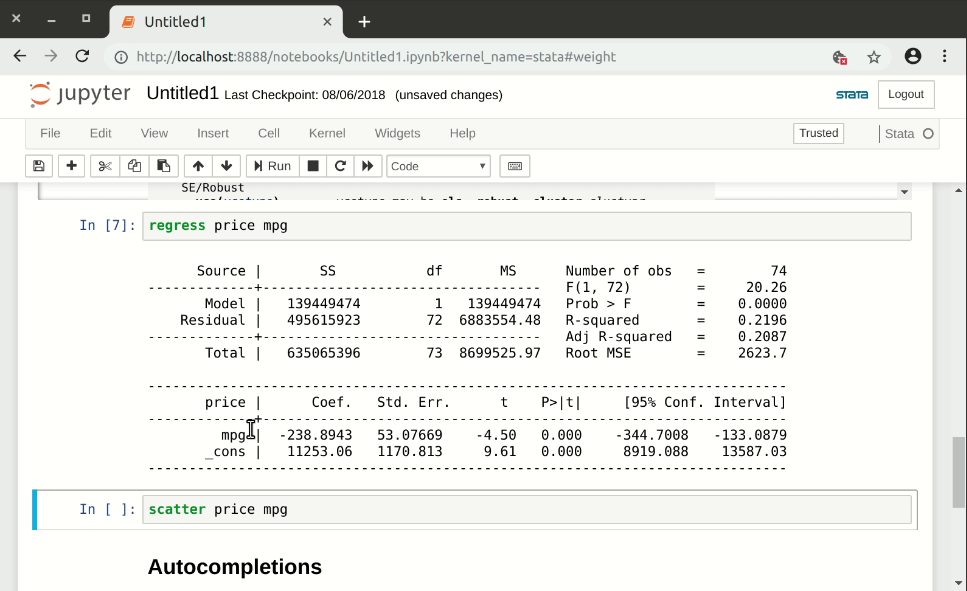 Untitled1
http://localhost:8888/notebooks/Untitled1.ipynb?kernel_name=stata#weight
jupyter Untitled1 Last Checkpoint: 08/06/2018 (unsaved changes) stata Logout
File Edit View Insert Cell Kernel Widgets Help Trusted Stata
Run Code
SE/Robust
In [7]: regress price mpg
Source | SS df MS Number of obs = 74
-------------+---------------------------------- F(1, 72) = 20.26
Model | 139449474 1 139449474 Prob > F = 0.0000
Residual | 495615923 72 6883554.48 R-squared = 0.2196
-------------+---------------------------------- Adj R-squared = 0.2087
Total | 635065396 73 8699525.97 Root MSE = 2623.7
------------------------------------------------------------------------------
price | Coef. Std. Err. t P>|t| [95% Conf. Interval]
-------------+----------------------------------------------------------------
mpg | -238.8943 53.07669 -4.50 0.000 -344.7008 -133.0879
_cons | 11253.06 1170.813 9.61 0.000 8919.088 13587.03
------------------------------------------------------------------------------
In [ ]: scatter price mpg
Autocompletions